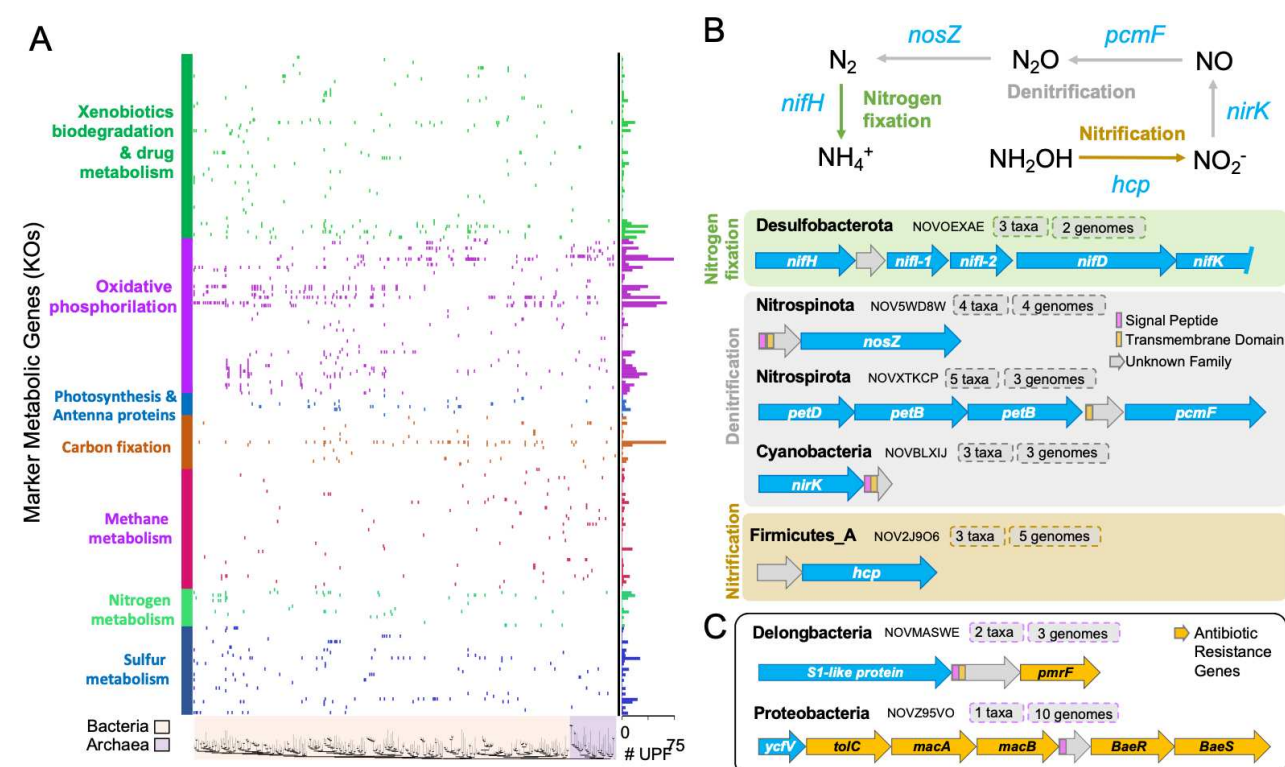 A
Marker Metabolic Genes (KOs)
Xenobiotics
biodegradation
& drug
metabolism
Oxidative
phosphorilation
Photosynthesis &
Antenna proteins
Carbon fixation
Methane
metabolism
Nitrogen
metabolism
Sulfur
metabolism
Bacteria
Archaea
0
75
# UPF
B
nosZ
pcmF
N2
N2O
NO
Denitrification
nifH
Nitrogen
fixation
nirK
Nitrification
NH4+
NH2OH
NO2-
hcp
Nitrogen
fixation
Desulfobacterota NOVOEXAE 3 taxa 2 genomes
nifH nifI-1 nifI-2 nifD nifK
Denitrification
Nitrospinota NOV5WD8W 4 taxa 4 genomes
Signal Peptide
Transmembrane Domain
Unknown Family
nosZ
Nitrospirota NOVXTKCP 5 taxa 3 genomes
petD petB petB pcmF
Cyanobacteria NOVBLXIJ 3 taxa 3 genomes
nirK
Nitrification
Firmicutes_A NOV2J9O6 3 taxa 5 genomes
hcp
C
Delongbacteria NOVMASWE 2 taxa 3 genomes
Antibiotic
Resistance
Genes
S1-like protein pmrF
Proteobacteria NOVZ95VO 1 taxa 10 genomes
ycfV tolC macA macB BaeR BaeS